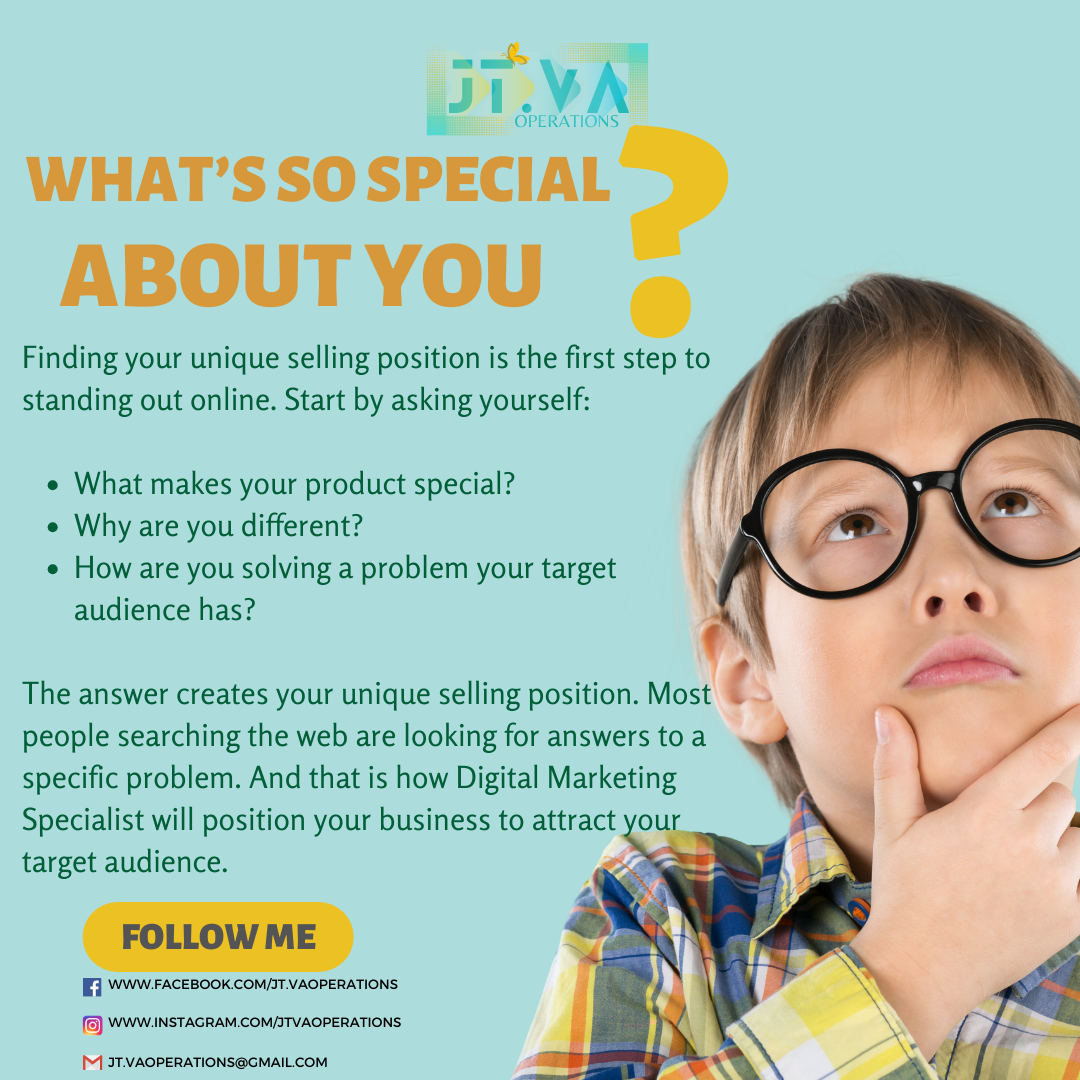 JT.VA
OPERATIONS
WHAT'S SO SPECIAL
ABOUT YOU ?
Finding your unique selling position is the first step to
standing out online. Start by asking yourself:
• What makes your product special?
• Why are you different?
• How are you solving a problem your target
audience has?
The answer creates your unique selling position. Most
people searching the web are looking for answers to a
specific problem. And that is how Digital Marketing
Specialist will position your business to attract your
target audience.
FOLLOW ME
WWW.FACEBOOK.COM/JT.VAOPERATIONS
WWW.INSTAGRAM.COM/JTVAOPERATIONS
JT.VAOPERATIONS@GMAIL.COM